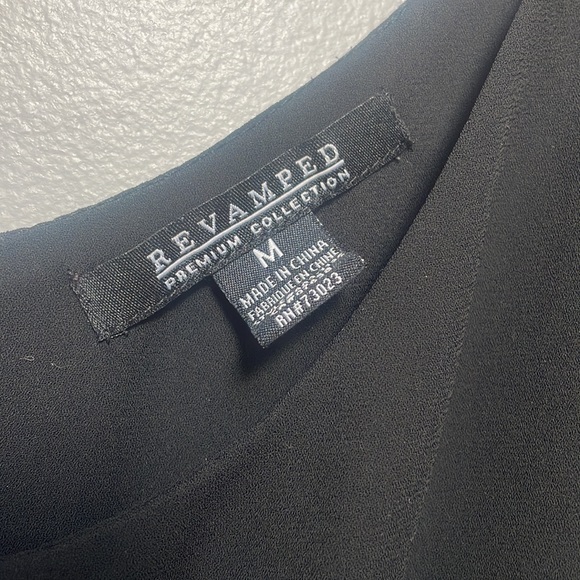 REVAMPED
PREMIUM COLLECTION
M
MADE IN CHINA
FABRIQUE EN CHINE
RN#73023